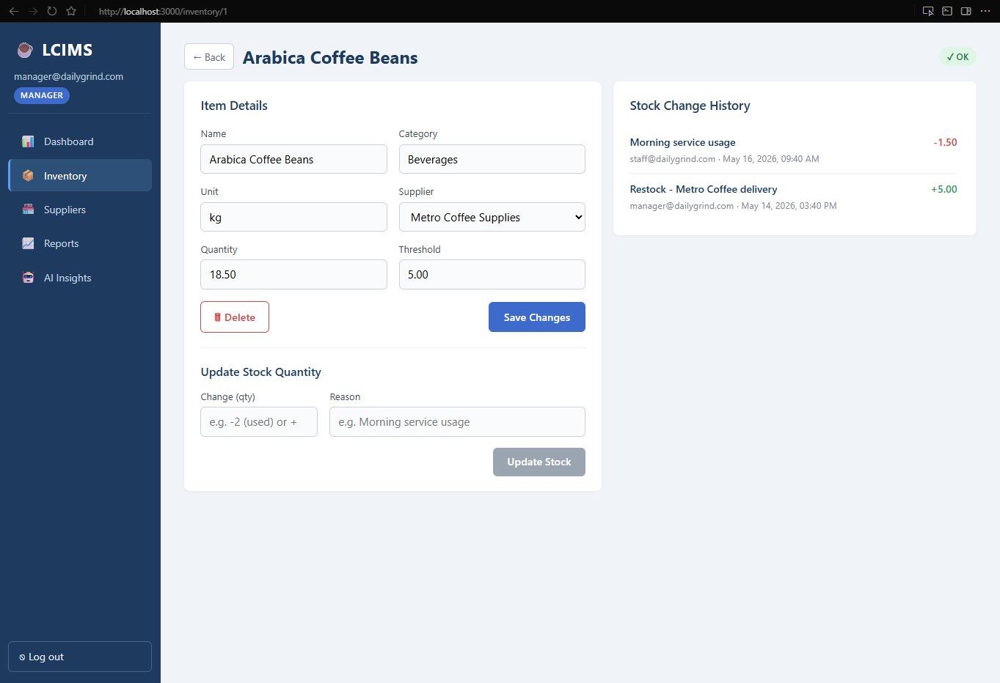 http://localhost:3000/inventory/1
LCIMS
manager@dailygrind.com
MANAGER
Dashboard
Inventory
Suppliers
Reports
AI Insights
Log out
← Back
Arabica Coffee Beans
✓ OK
Item Details
Name
Category
Arabica Coffee Beans
Beverages
Unit
Supplier
kg
Metro Coffee Supplies
Quantity
Threshold
18.50
5.00
Delete
Save Changes
Update Stock Quantity
Change (qty)
Reason
e.g. -2 (used) or +
e.g. Morning service usage
Update Stock
Stock Change History
Morning service usage
-1.50
staff@dailygrind.com · May 16, 2026, 09:40 AM
Restock - Metro Coffee delivery
+5.00
manager@dailygrind.com · May 14, 2026, 03:40 PM